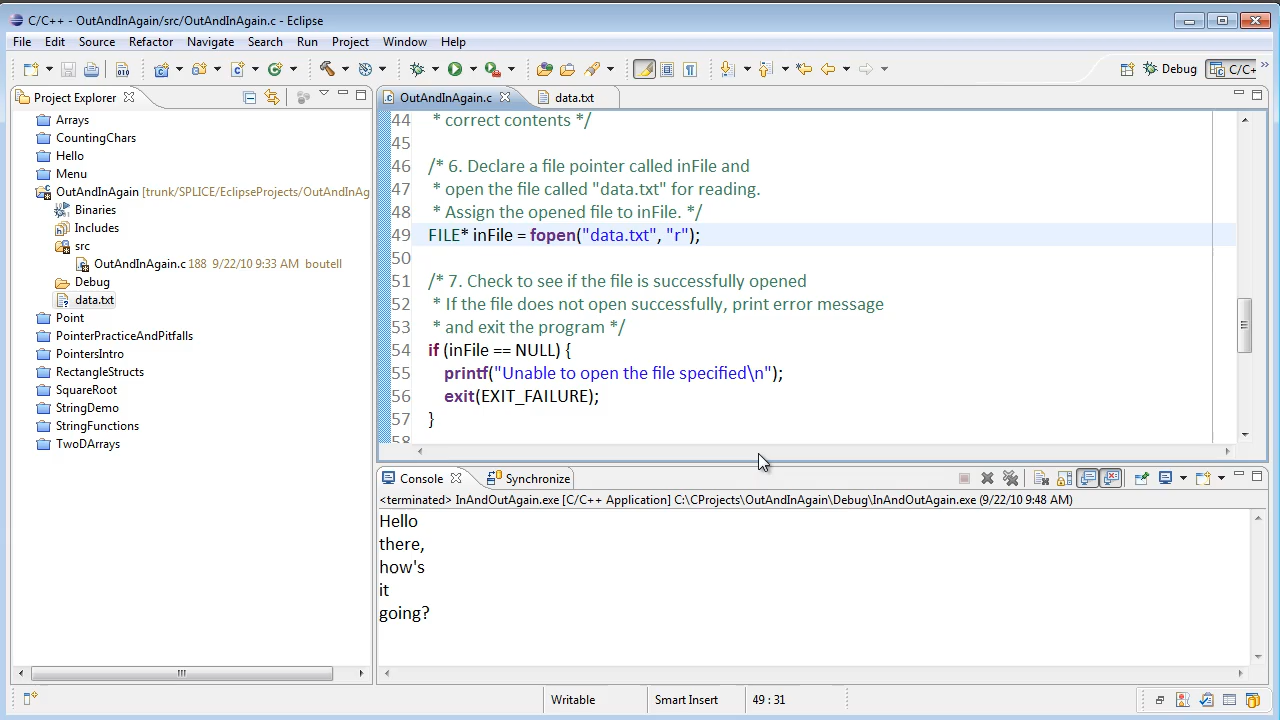 C/C++ - OutAndInAgain/src/OutAndInAgain.c - Eclipse
File Edit Source Refactor Navigate Search Run Project Window Help
Debug C/C+
Project Explorer
Arrays
CountingChars
Hello
Menu
OutAndInAgain [trunk/SPLICE/EclipseProjects/OutAndInAg
Binaries
Includes
src
OutAndInAgain.c 188 9/22/10 9:33 AM boutell
Debug
data.txt
Point
PointerPracticeAndPitfalls
PointersIntro
RectangleStructs
SquareRoot
StringDemo
StringFunctions
TwoDArrays
OutAndInAgain.c data.txt
44 * correct contents */
45
46 /* 6. Declare a file pointer called inFile and
47 * open the file called "data.txt" for reading.
48 * Assign the opened file to inFile. */
49 FILE* inFile = fopen("data.txt", "r");
50
51 /* 7. Check to see if the file is successfully opened
52 * If the file does not open successfully, print error message
53 * and exit the program */
54 if (inFile == NULL) {
55 printf("Unable to open the file specified\n");
56 exit(EXIT_FAILURE);
57 }
58
Console Synchronize
<terminated> InAndOutAgain.exe [C/C++ Application] C:\CProjects\OutAndInAgain\Debug\InAndOutAgain.exe (9/22/10 9:48 AM)
Hello
there,
how's
it
going?
Writable Smart Insert 49 : 31